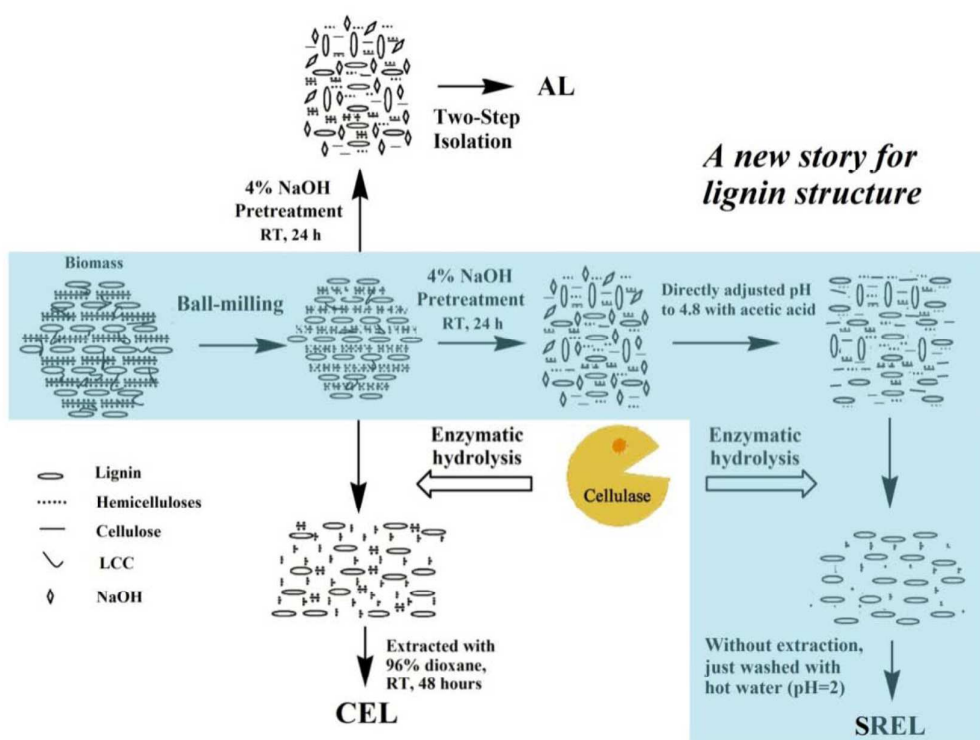 AL
Two-Step
Isolation
A new story for
lignin structure
4% NaOH
Pretreatment
RT, 24 h
Biomass
Ball-milling
4% NaOH
Pretreatment
RT, 24 h
Directly adjusted pH
to 4.8 with acetic acid
Enzymatic
hydrolysis
Cellulase
Enzymatic
hydrolysis
Lignin
Hemicelluloses
Cellulose
LCC
NaOH
Extracted with
96% dioxane,
RT, 48 hours
CEL
Without extraction,
just washed with
hot water (pH=2)
SREL